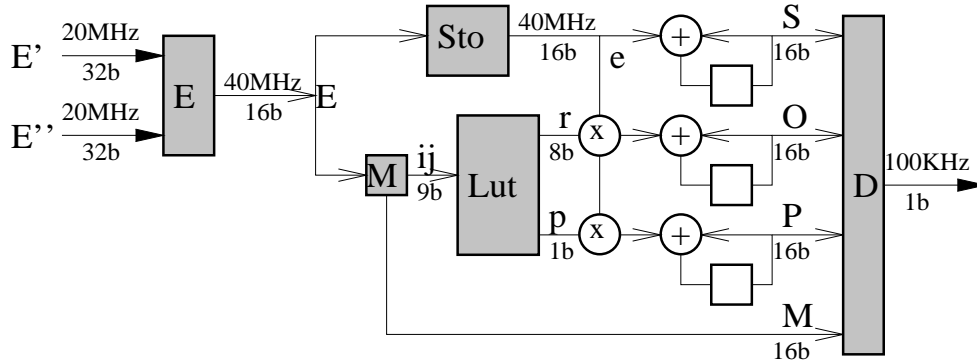 E'
20MHz
32b
E''
20MHz
32b
E
40MHz
16b
E
Sto
40MHz
16b
e
M
ij
9b
Lut
r
8b
p
1b
x
x
+
+
+
S
16b
O
16b
P
16b
M
16b
D
100KHz
1b